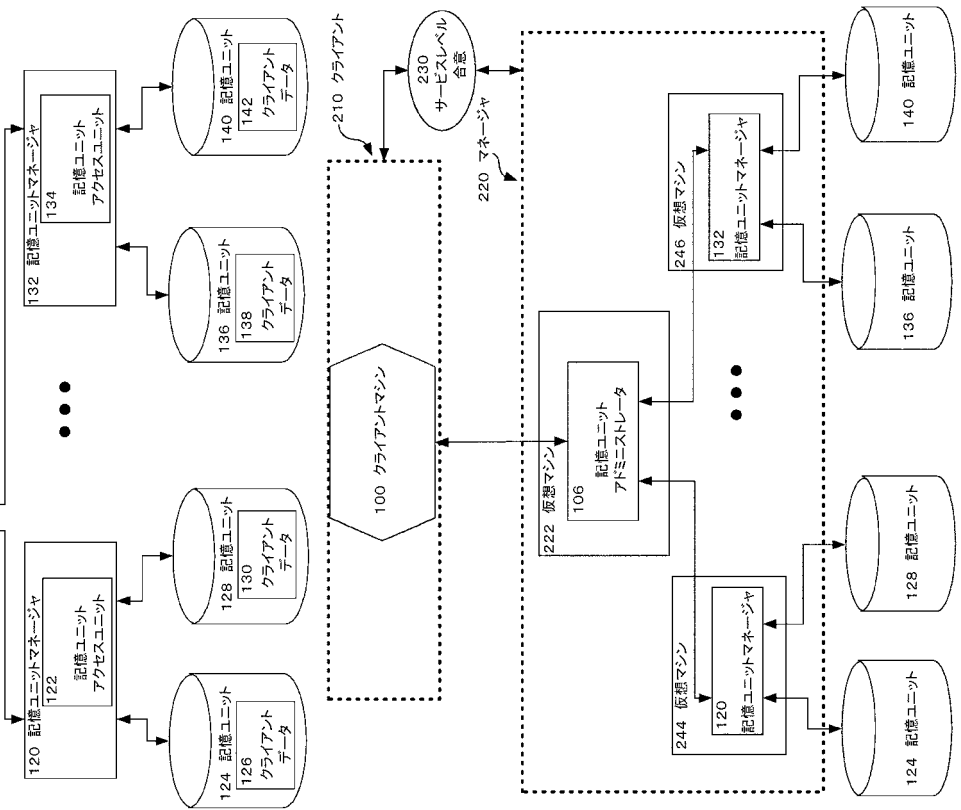 120 記憶ユニットマネージャ
122
記憶ユニット
アクセスユニット
132 記憶ユニットマネージャ
134
記憶ユニット
アクセスユニット
124 記憶ユニット
126
クライアント
データ
128 記憶ユニット
130
クライアント
データ
136 記憶ユニット
138
クライアント
データ
140 記憶ユニット
142
クライアント
データ
210 クライアント
100 クライアントマシン
230
サービスレベル
合意
220 マネージャ
222 仮想マシン
106
記憶ユニット
アドミニストレータ
244 仮想マシン
120
記憶ユニットマネージャ
246 仮想マシン
132
記憶ユニットマネージャ
124 記憶ユニット
128 記憶ユニット
136 記憶ユニット
140 記憶ユニット